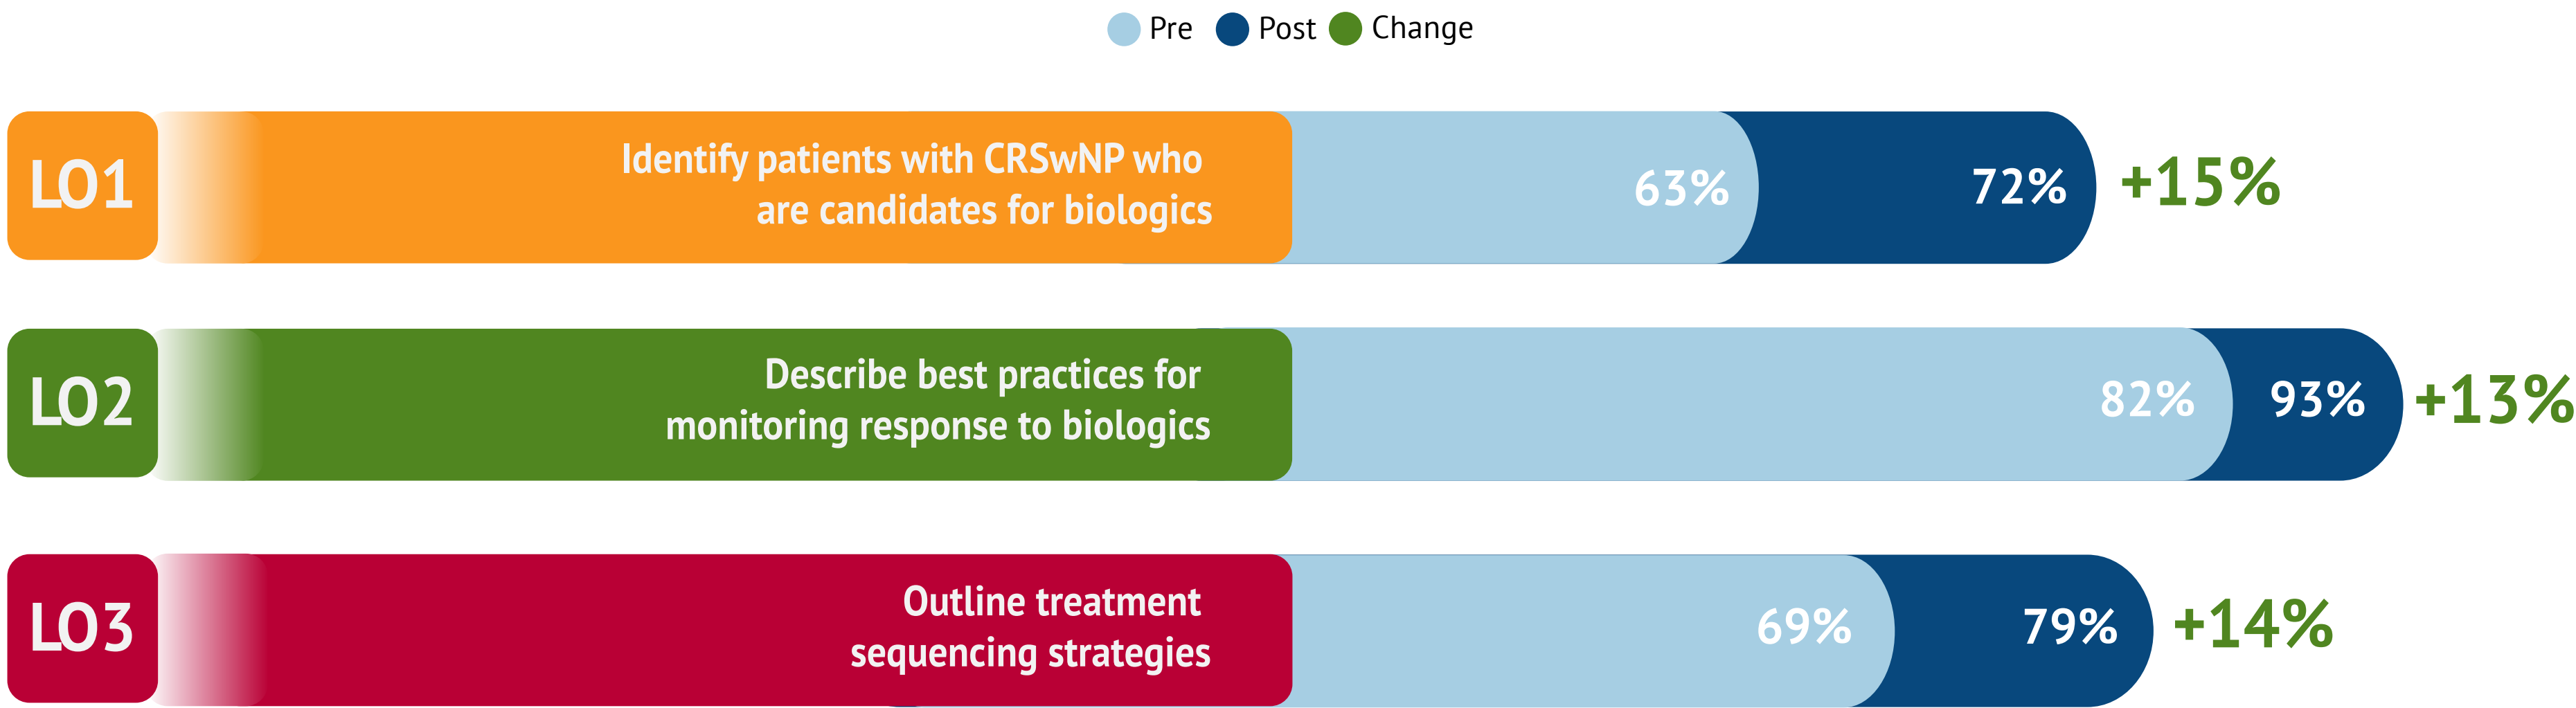 Pre Post Change
LO1
Identify patients with CRSwNP who
are candidates for biologics
63% 72% +15%
LO2
Describe best practices for
monitoring response to biologics
82% 93% +13%
LO3
Outline treatment
sequencing strategies
69% 79% +14%